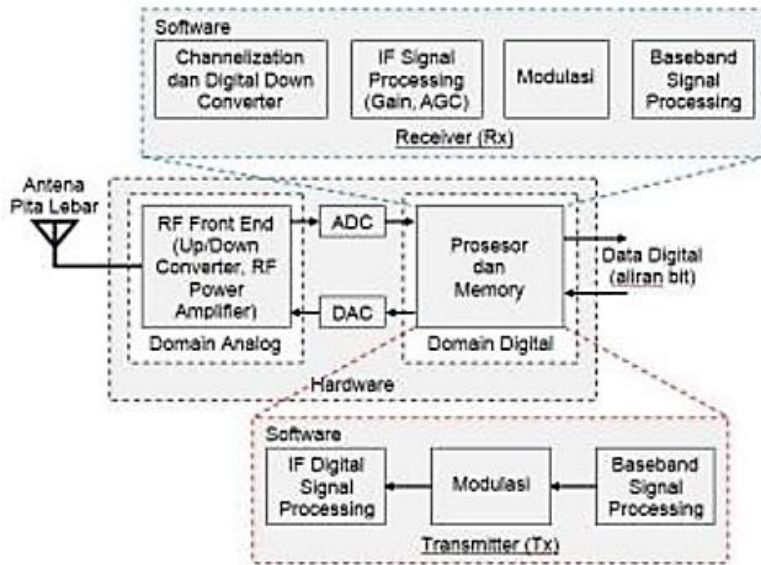 Software
Channelization
dan Digital Down
Converter
IF Signal
Processing
(Gain, AGC)
Modulasi
Baseband
Signal
Processing
Receiver (Rx)
Antena
Pita Lebar
RF Front End
(Up/Down
Converter, RF
Power
Amplifier)
Domain Analog
ADC
DAC
Prosesor
dan
Memory
Domain Digital
Data Digital
(aliran bit)
Hardware
Software
IF Digital
Signal
Processing
Modulasi
Baseband
Signal
Processing
Transmitter (Tx)